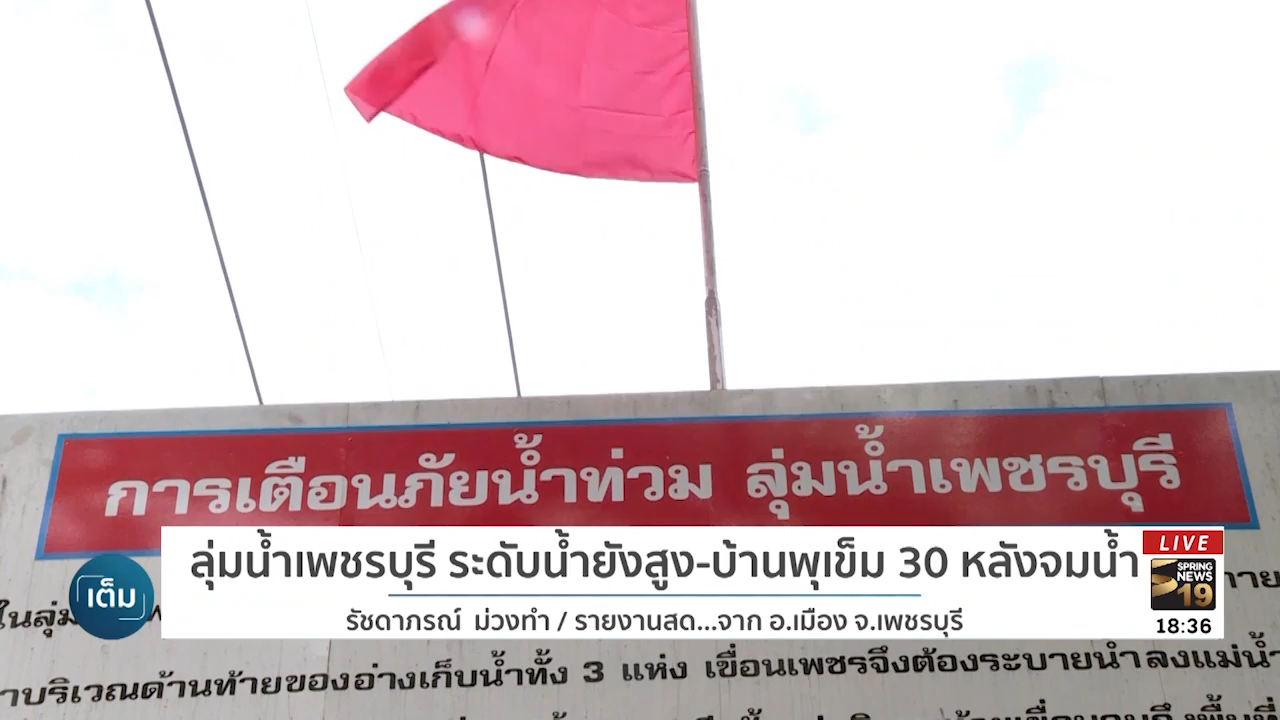 การเตือนภัยน้ำท่วม ลุ่มน้ำเพชรบุรี
ลุ่มน้ำเพชรบุรี ระดับน้ำยังสูง-บ้านพุเข็ม 30 หลังจมน้ำ
เต็ม
รัชดาภรณ์ ม่วงทำ / รายงานสด...จาก อ.เมือง จ.เพชรบุรี
LIVE
SPRING
NEWS
19
18:36
ในลุ่ม
าบริเวณด้านท้ายของอ่างเก็บน้ำทั้ง 3 แห่ง เขื่อนเพชรจึงต้องระบายน้ำลงแม่น้ำ